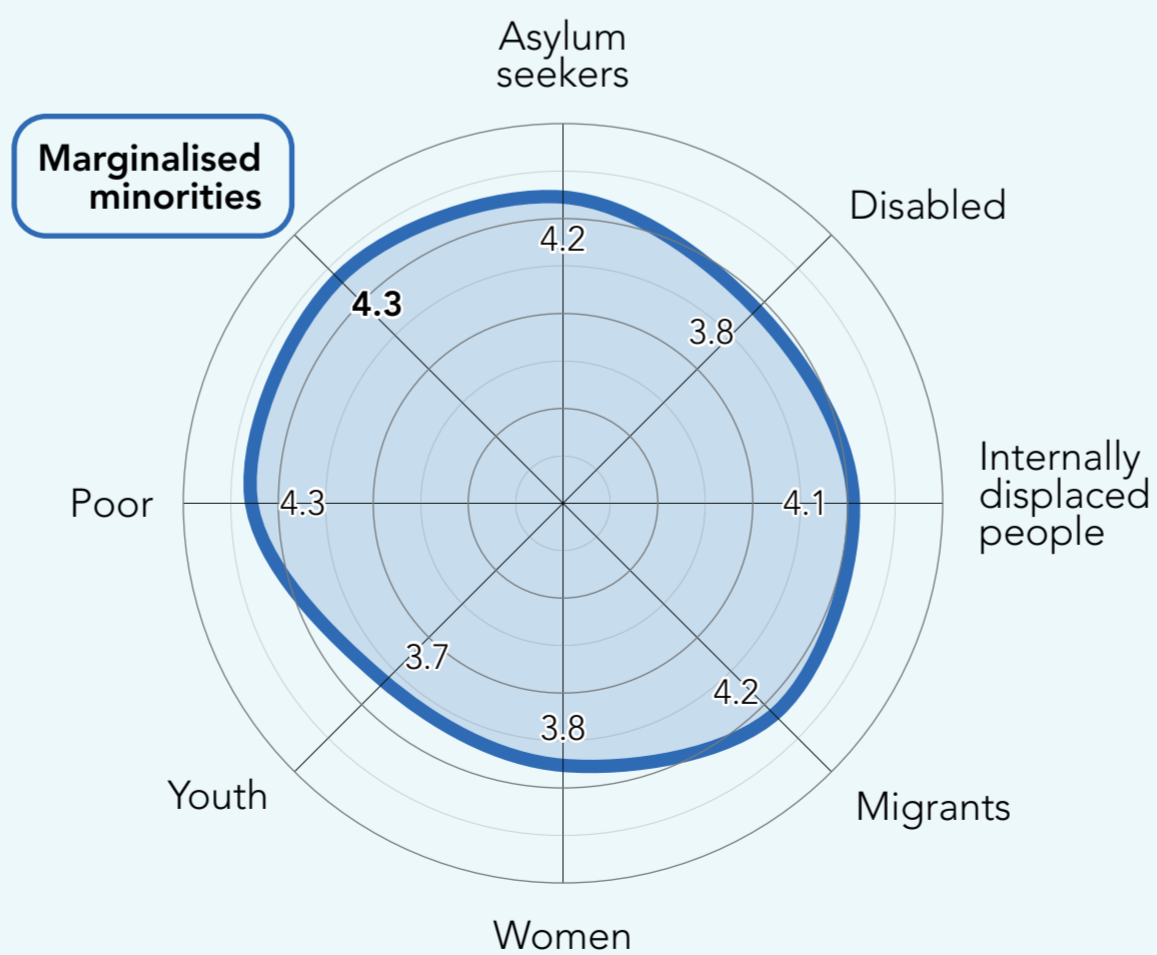 Asylum
seekers
Marginalised
minorities
Disabled
4.2
4.3
3.8
Internally
displaced
people
Poor
4.3
4.1
3.7
4.2
3.8
Youth
Migrants
Women